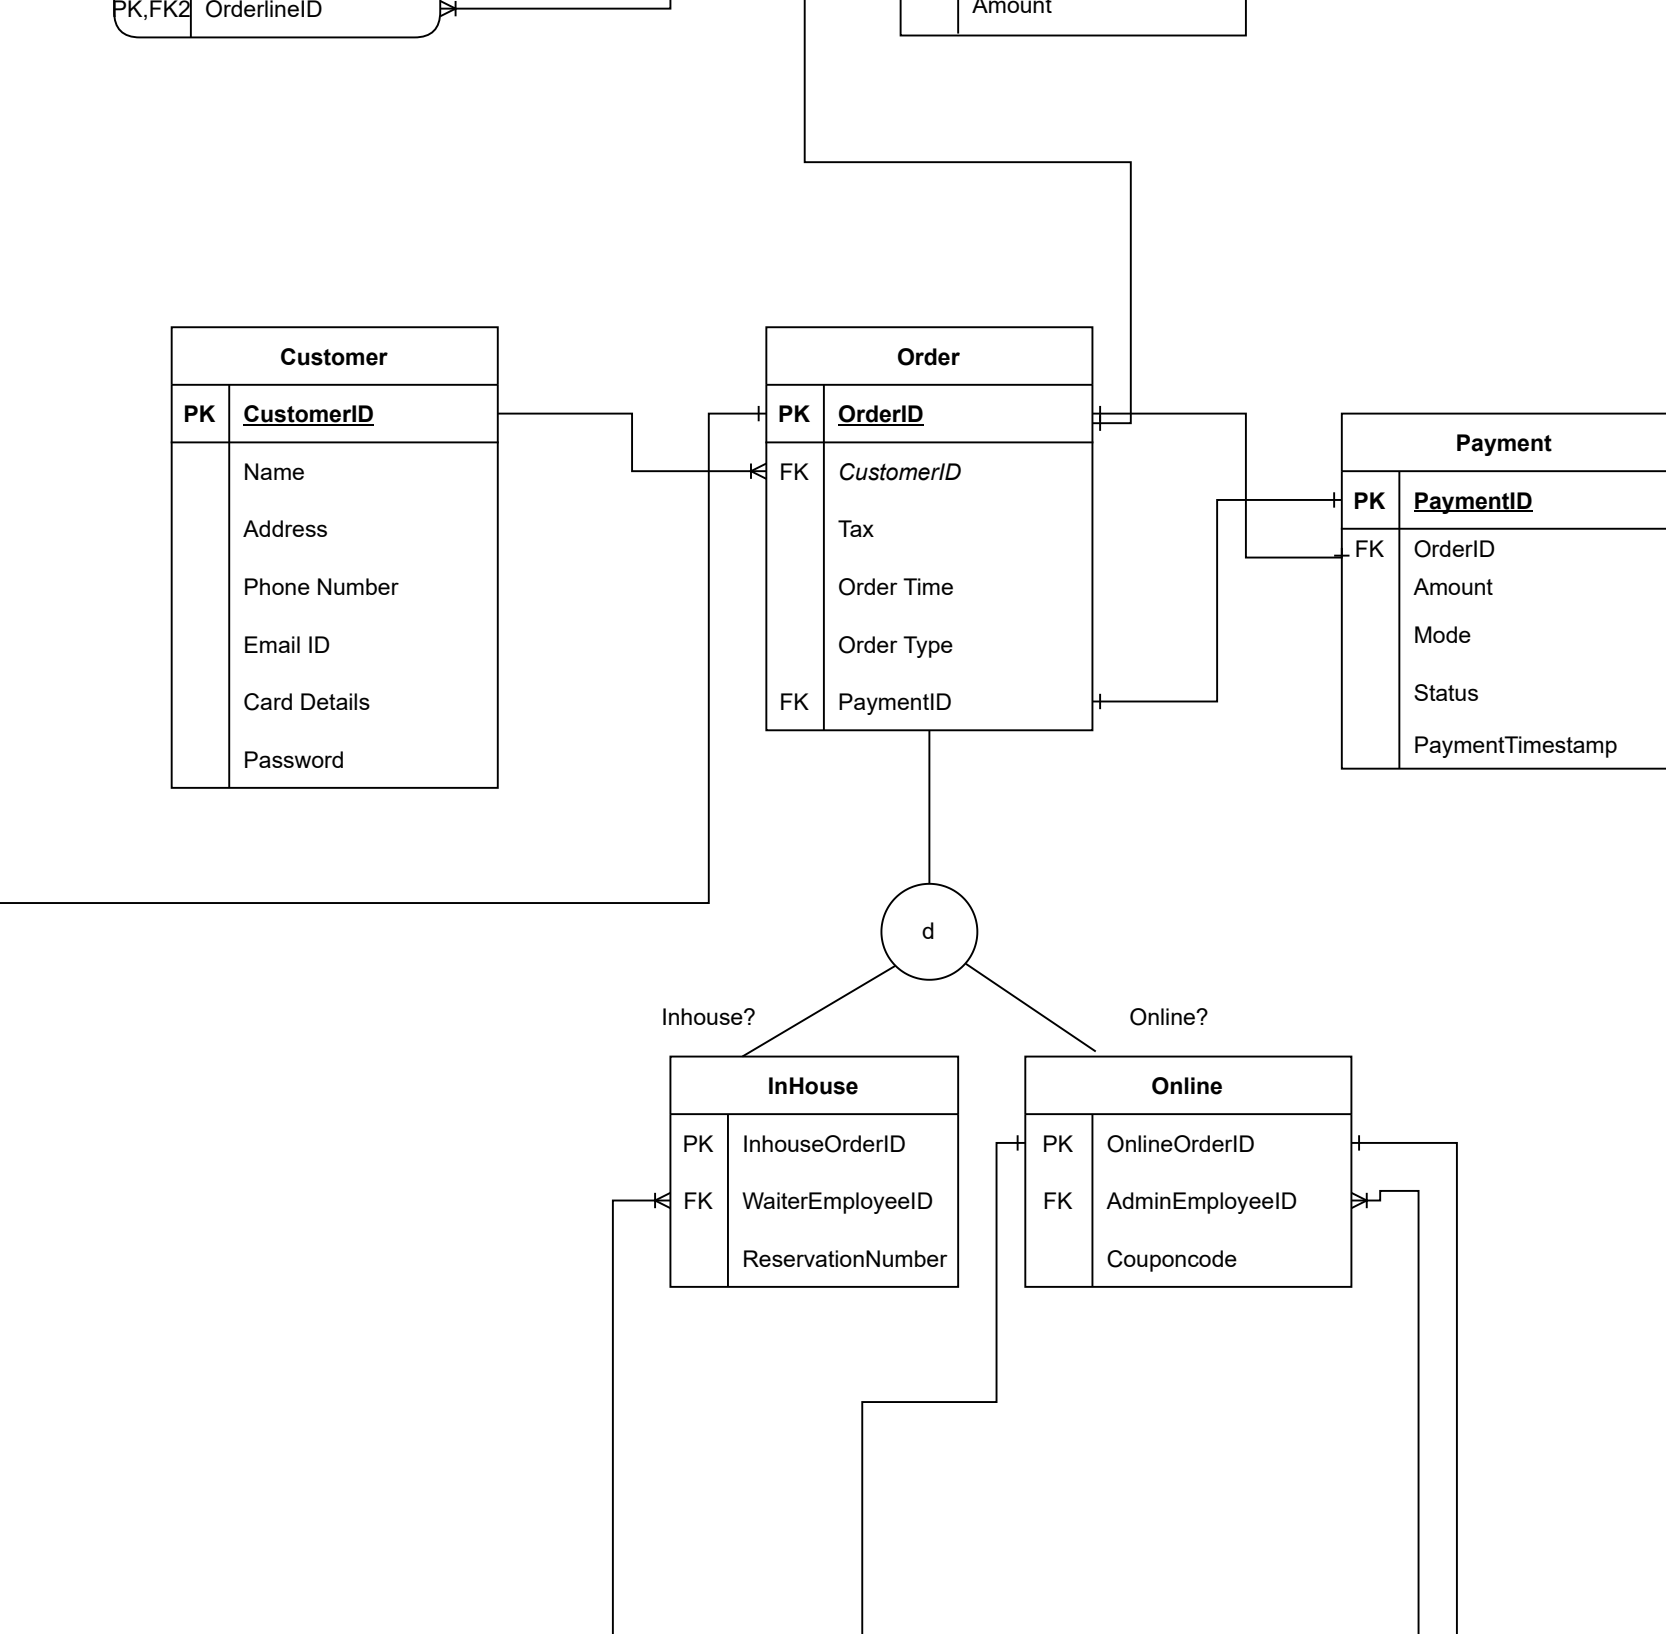 PK,FK2 OrderlineID
Amount
Customer
PK CustomerID
Name
Address
Phone Number
Email ID
Card Details
Password
Order
PK OrderID
FK CustomerID
Tax
Order Time
Order Type
FK PaymentID
Payment
PK PaymentID
FK OrderID
Amount
Mode
Status
PaymentTimestamp
d
Inhouse?
Online?
InHouse
PK InhouseOrderID
FK WaiterEmployeeID
ReservationNumber
Online
PK OnlineOrderID
FK AdminEmployeeID
Couponcode